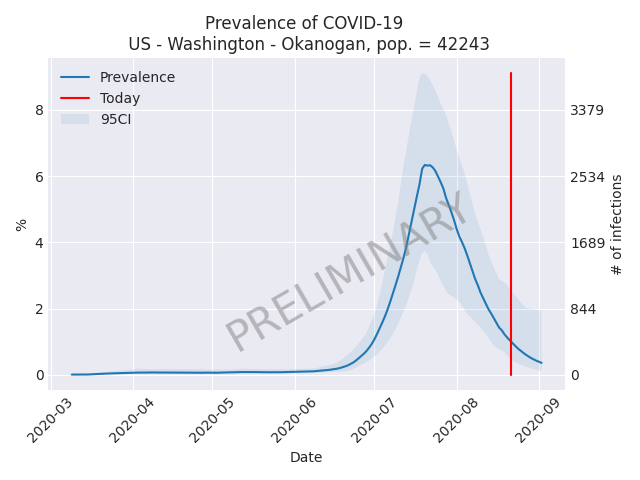 Prevalence of COVID-19
US - Washington - Okanogan, pop. = 42243
Prevalence
Today
95CI
8
6
4
2
0
%
3379
2534
1689
844
0
# of infections
PRELIMINARY
2020-03
2020-04
2020-05
2020-06
2020-07
2020-08
2020-09
Date